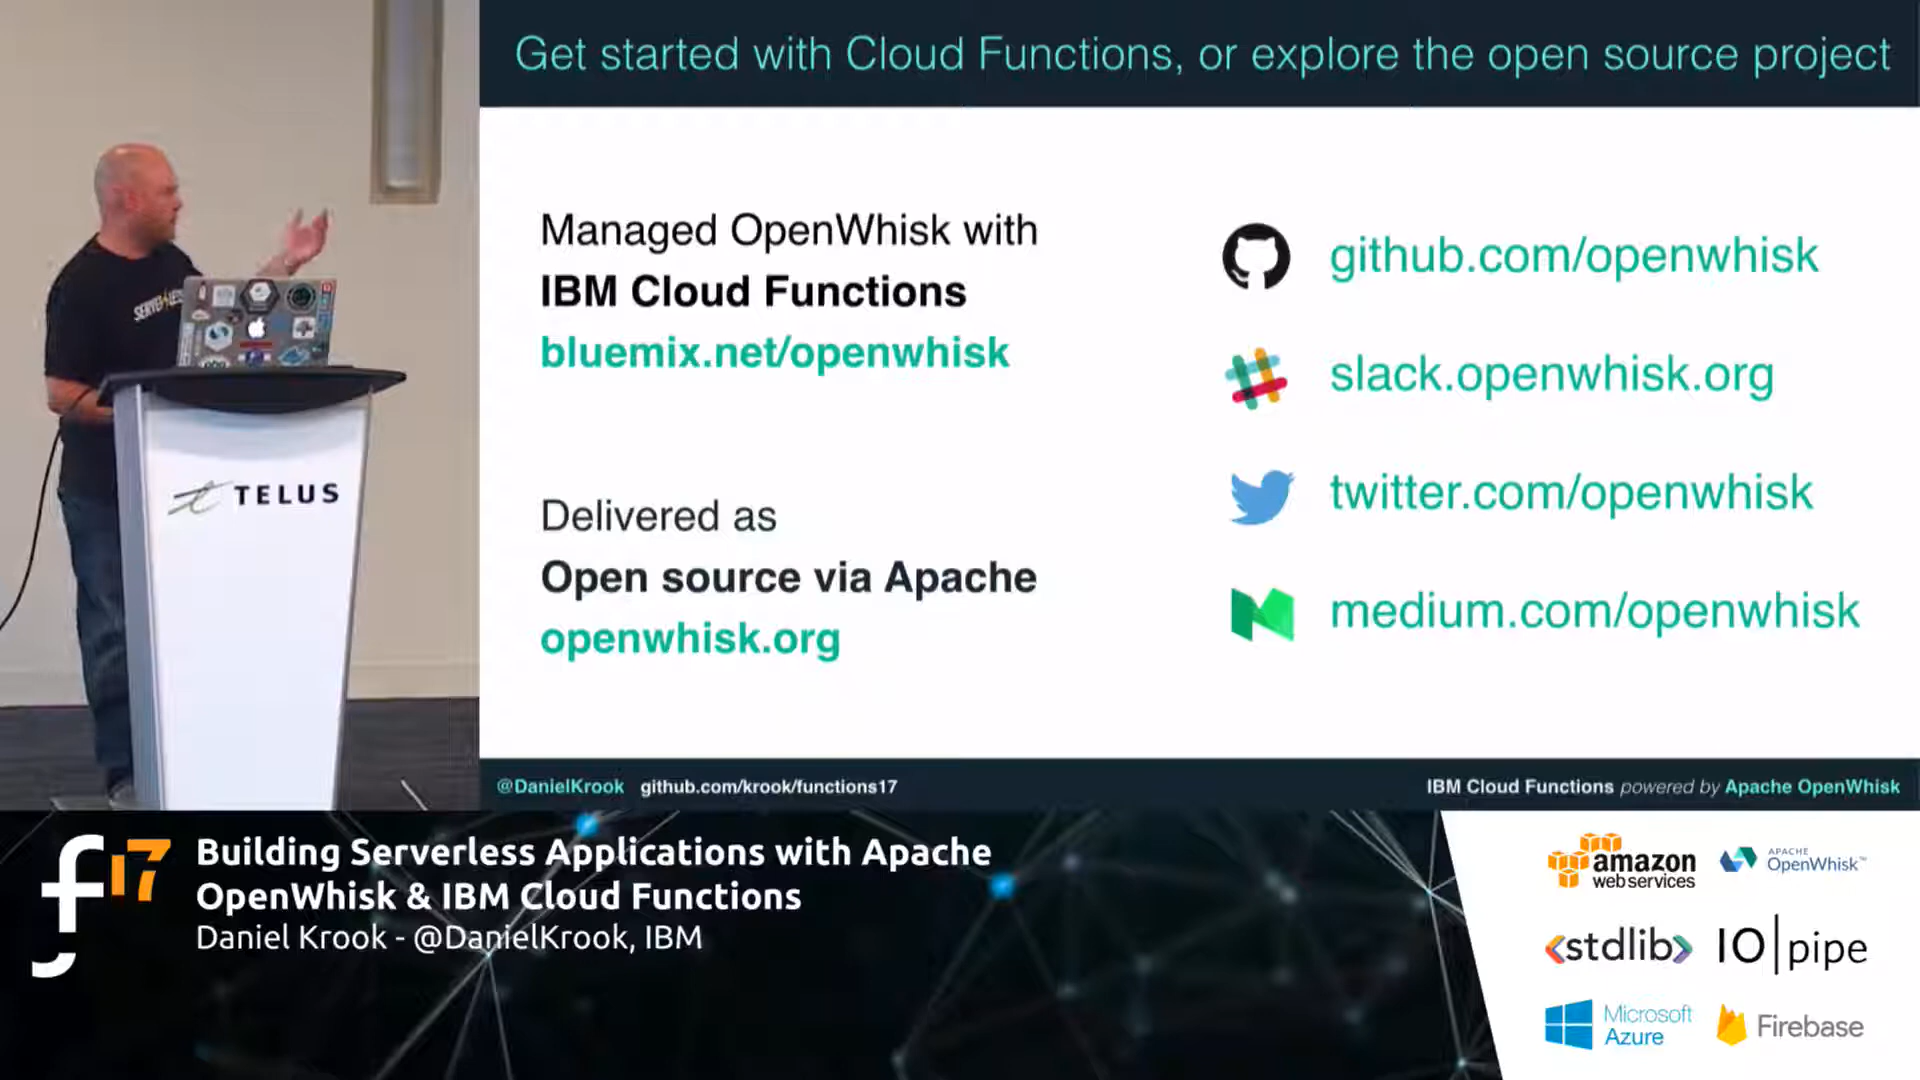 Get started with Cloud Functions, or explore the open source project
Managed OpenWhisk with
IBM Cloud Functions
bluemix.net/openwhisk
Delivered as
Open source via Apache
openwhisk.org
github.com/openwhisk
slack.openwhisk.org
twitter.com/openwhisk
medium.com/openwhisk
@DanielKrook github.com/krook/functions17
IBM Cloud Functions powered by Apache OpenWhisk
TELUS
f17
Building Serverless Applications with Apache
OpenWhisk & IBM Cloud Functions
Daniel Krook - @DanielKrook, IBM
amazon
webservices
APACHE
OpenWhisk™
<stdlib>
IO|pipe
Microsoft
Azure
Firebase